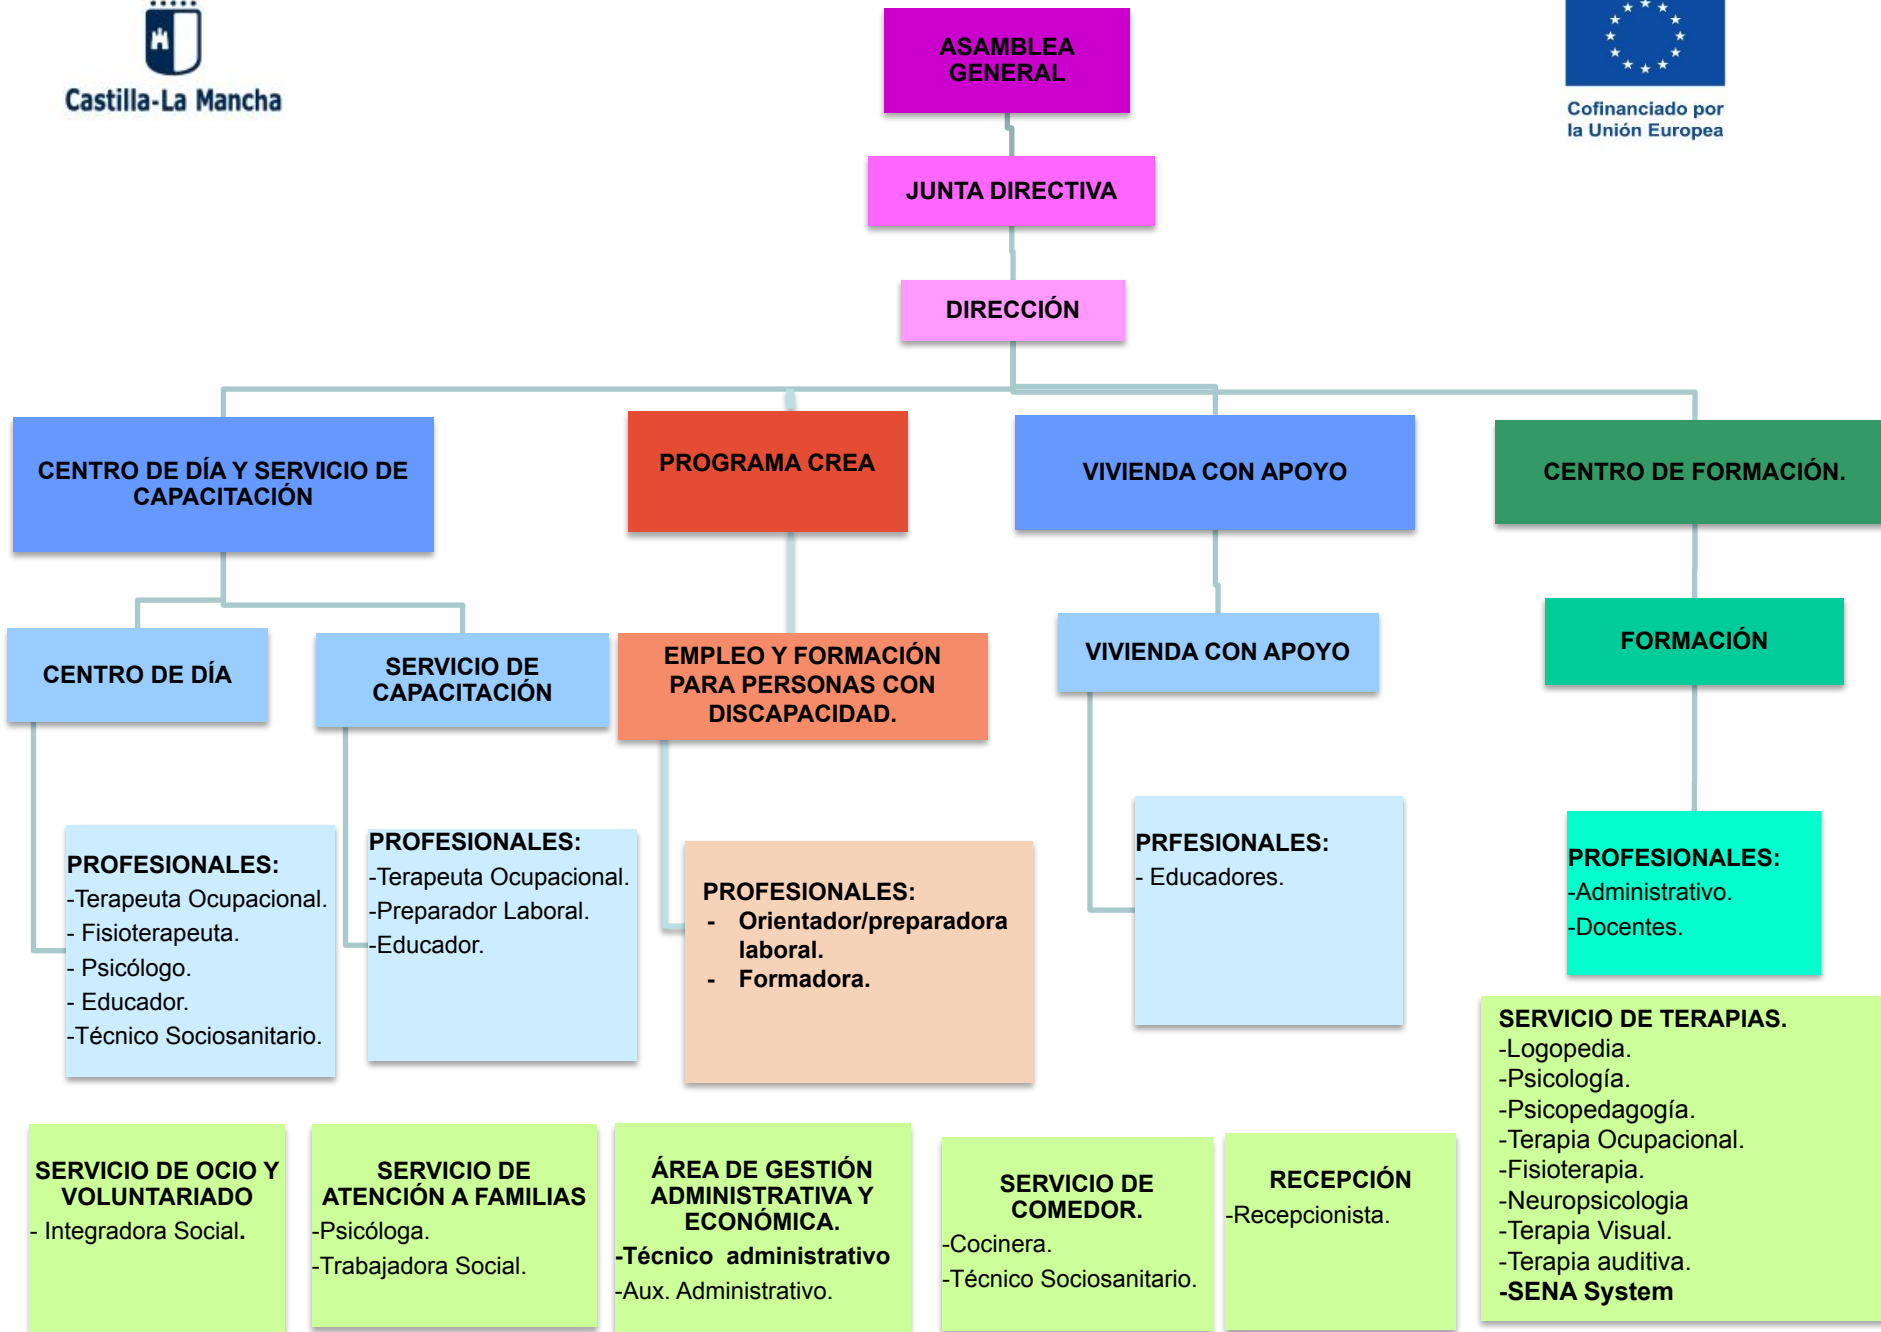 Castilla-La Mancha
ASAMBLEA
GENERAL
Cofinanciado por
la Unión Europea
JUNTA DIRECTIVA
DIRECCIÓN
CENTRO DE DÍA Y SERVICIO DE
CAPACITACIÓN
PROGRAMA CREA
VIVIENDA CON APOYO
CENTRO DE FORMACIÓN.
CENTRO DE DÍA
SERVICIO DE
CAPACITACIÓN
EMPLEO Y FORMACIÓN
PARA PERSONAS CON
DISCAPACIDAD.
VIVIENDA CON APOYO
FORMACIÓN
PROFESIONALES:
-Terapeuta Ocupacional.
- Fisioterapeuta.
- Psicólogo.
- Educador.
-Técnico Sociosanitario.
PROFESIONALES:
-Terapeuta Ocupacional.
-Preparador Laboral.
-Educador.
PROFESIONALES:
- Orientador/preparadora
laboral.
- Formadora.
PRFESIONALES:
- Educadores.
PROFESIONALES:
-Administrativo.
-Docentes.
SERVICIO DE TERAPIAS.
-Logopedia.
-Psicología.
-Psicopedagogía.
-Terapia Ocupacional.
-Fisioterapia.
-Neuropsicologia
-Terapia Visual.
-Terapia auditiva.
-SENA System
SERVICIO DE OCIO Y
VOLUNTARIADO
- Integradora Social.
SERVICIO DE
ATENCIÓN A FAMILIAS
-Psicóloga.
-Trabajadora Social.
ÁREA DE GESTIÓN
ADMINISTRATIVA Y
ECONÓMICA.
-Técnico administrativo
-Aux. Administrativo.
SERVICIO DE
COMEDOR.
-Cocinera.
-Técnico Sociosanitario.
RECEPCIÓN
-Recepcionista.